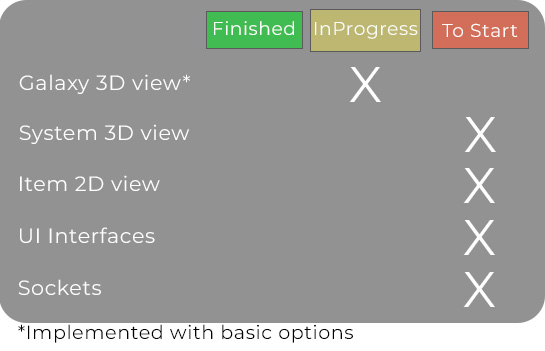 Finished InProgress To Start
Galaxy 3D view* X
System 3D view X
Item 2D view X
UI Interfaces X
Sockets X
*Implemented with basic options